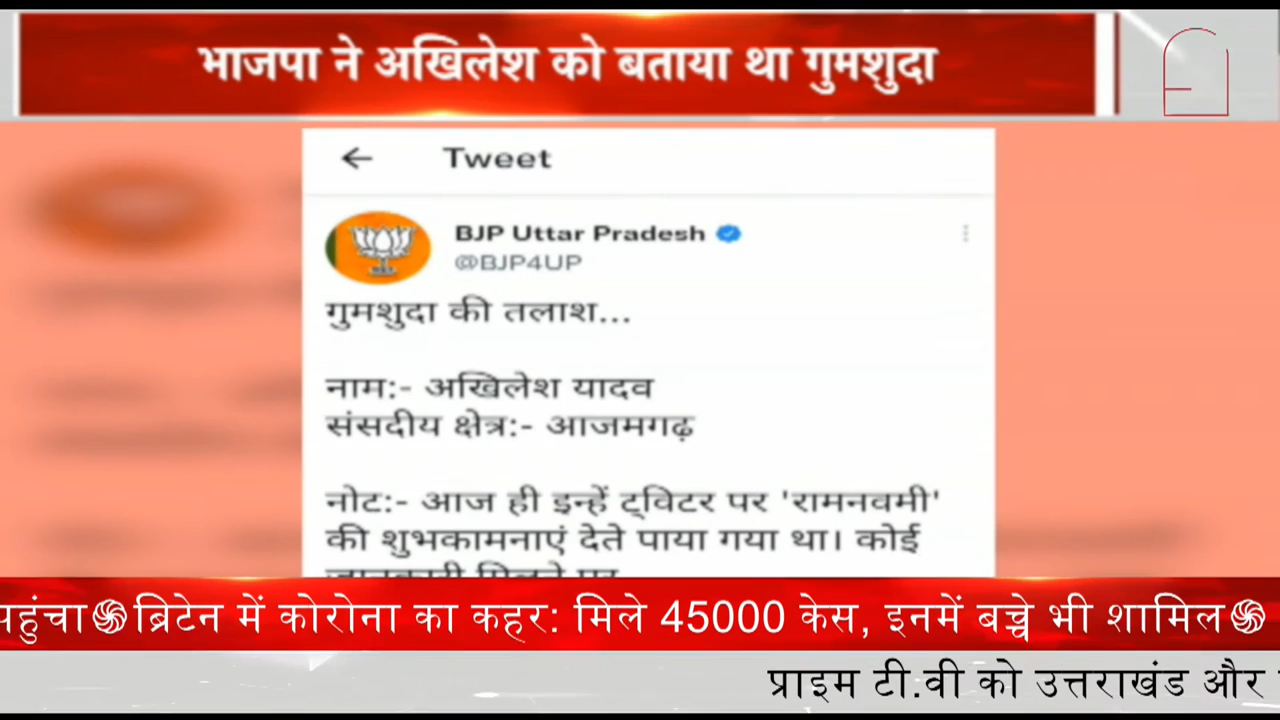 भाजपा ने अखिलेश को बताया था गुमशुदा
Tweet
BJP Uttar Pradesh
@BJP4UP
गुमशुदा की तलाश...
नाम:- अखिलेश यादव
संसदीय क्षेत्र:- आजमगढ़
नोट:- आज ही इन्हें ट्विटर पर 'रामनवमी'
की शुभकामनाएं देते पाया गया था। कोई
पहुंचा ब्रिटेन में कोरोना का कहर: मिले 45000 केस, इनमें बच्चे भी शामिल
प्राइम टी.वी को उत्तराखंड और